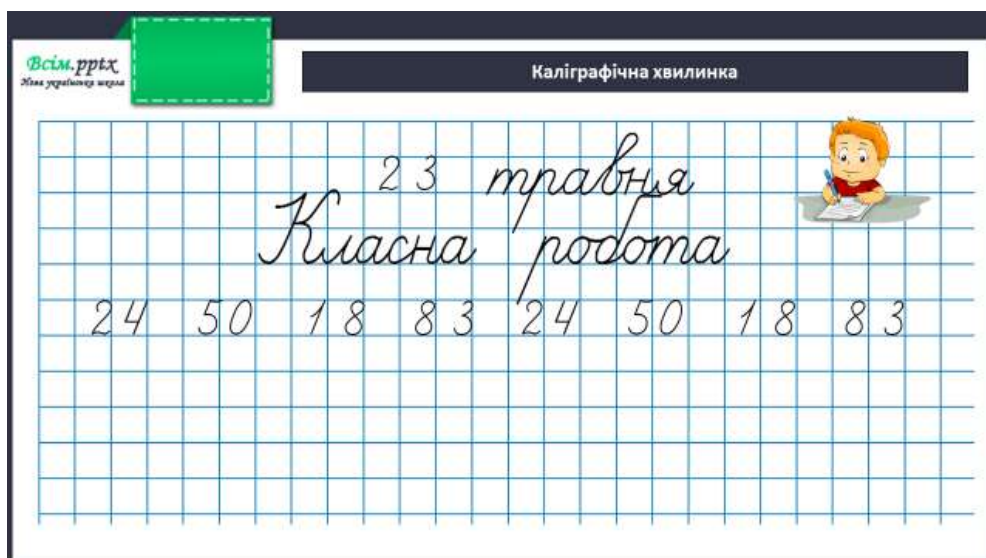 Всім.pptx
Нова українська школа
Каліграфічна хвилинка
23 травня
Класна робота
24 50 18 83 24 50 18 83